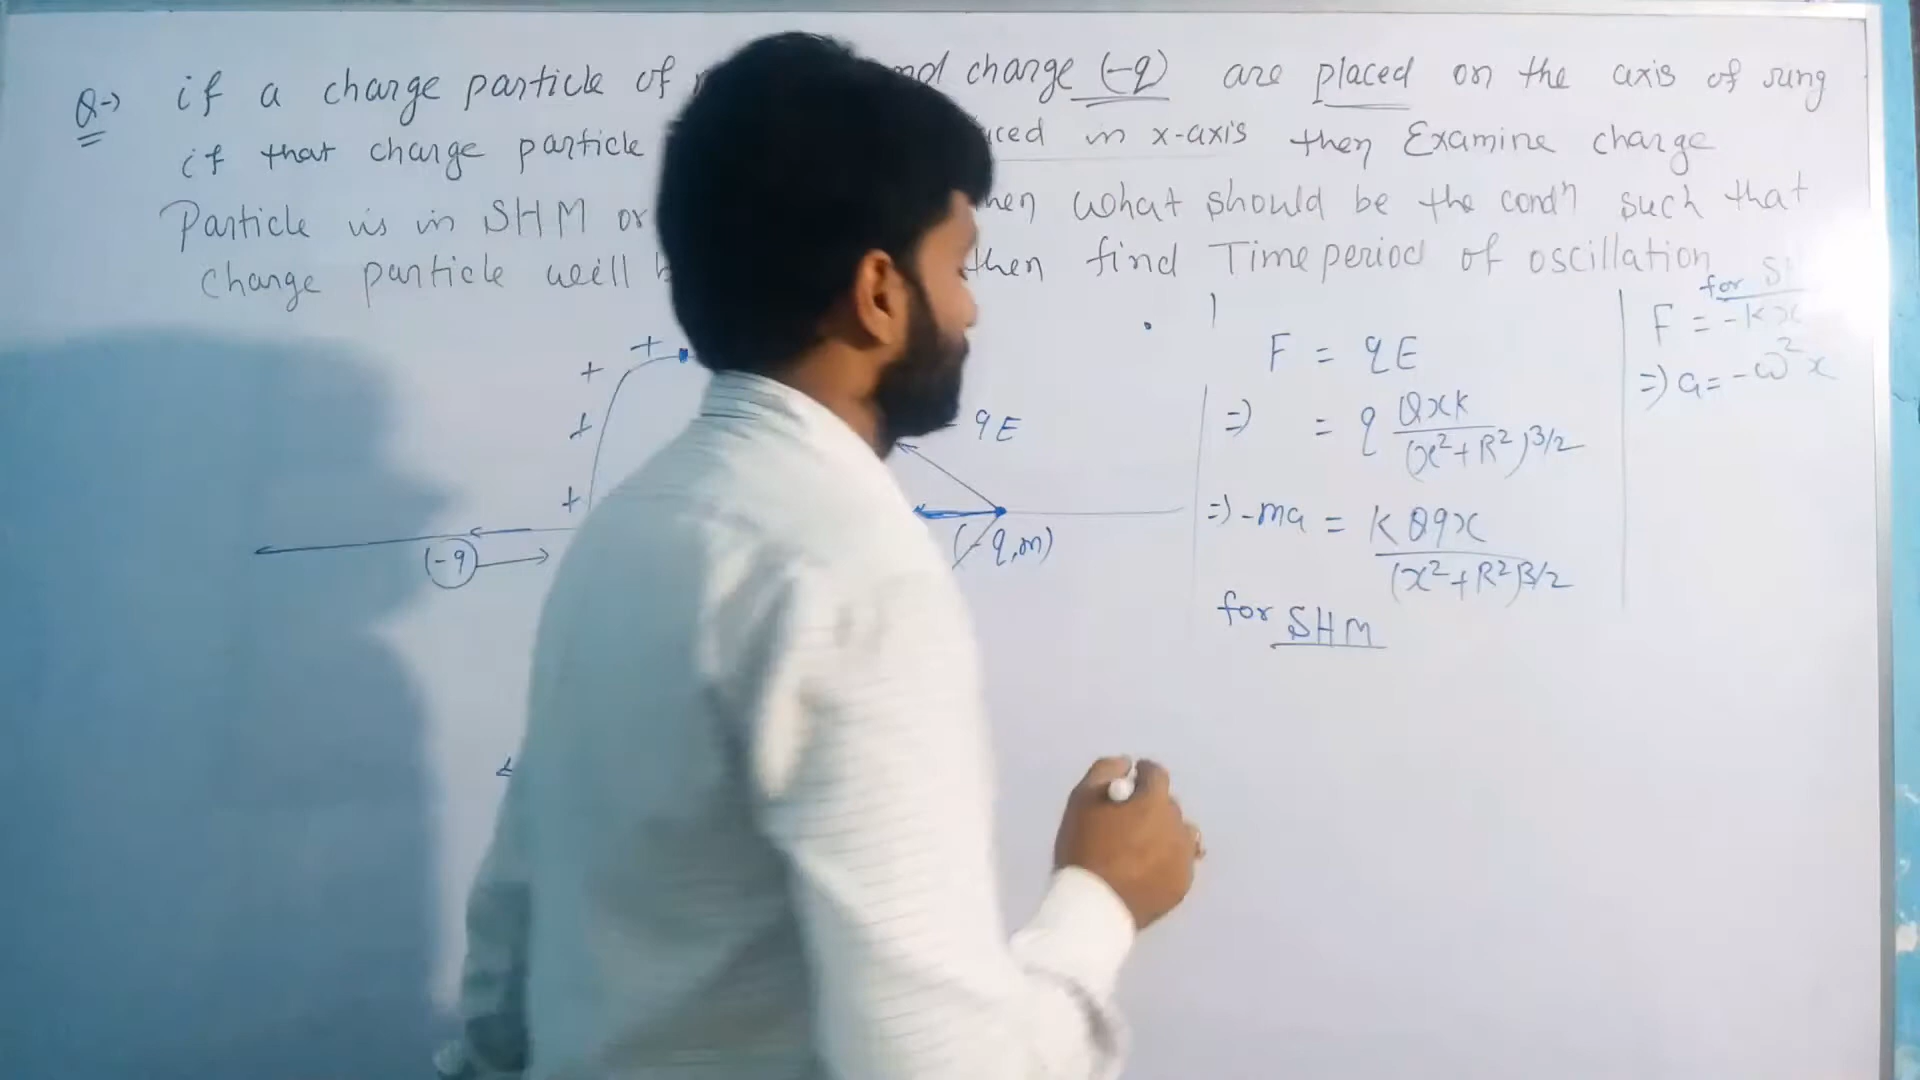 Q→ if a charge particle of nd charge (-q) are placed on the axis of ring
if that charge particle ced in x-axis then Examine charge
Particle is in SHM or hen what should be the condn such that
charge particle will then find Time period of oscillation
for S
F = -kx
⇒ a = -ω²x
F = qE
⇒ = q Qxk / (x²+R²)3/2
⇒ -ma = KQqx / (x²+R²)3/2
for SHM
+ +
+
+
qE
(-q,m)
(-q)